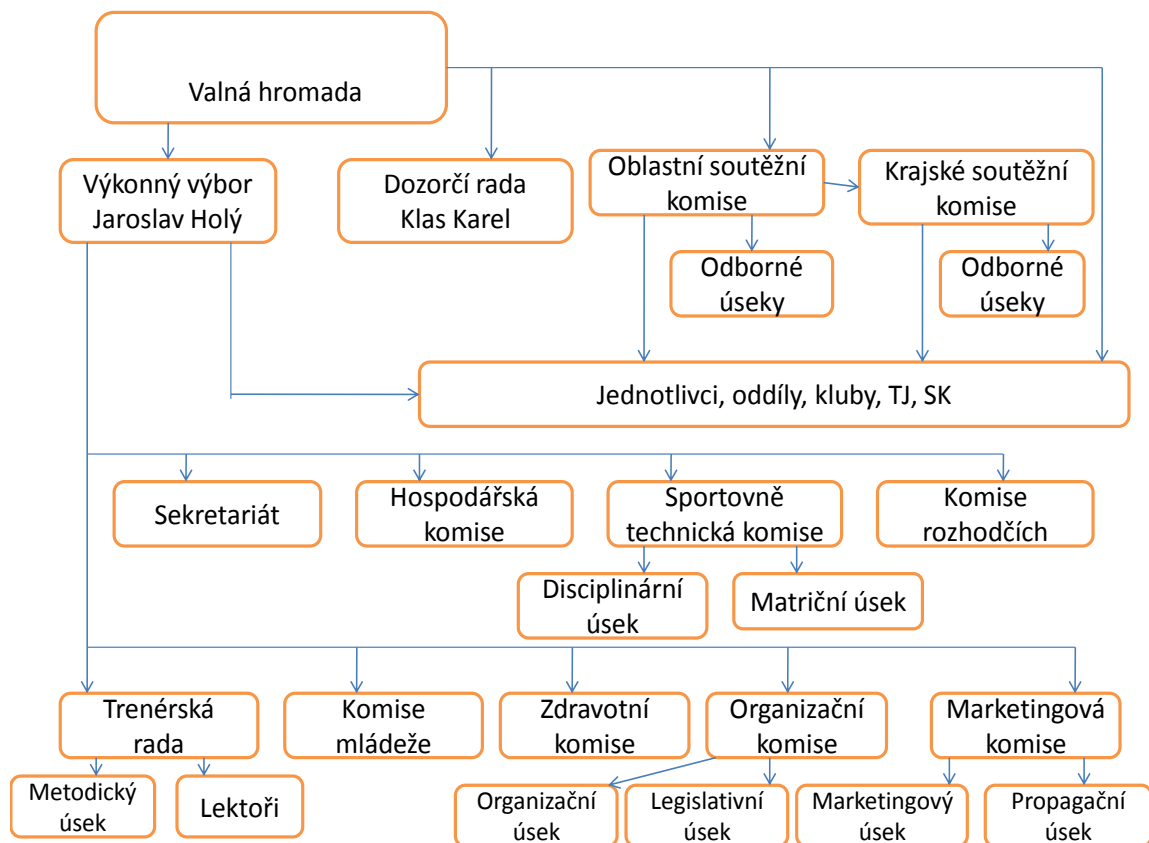 Valná hromada
Výkonný výbor
Jaroslav Holý
Dozorčí rada
Klas Karel
Oblastní soutěžní
komise
Krajské soutěžní
komise
Odborné
úseky
Odborné
úseky
Jednotlivci, oddíly, kluby, TJ, SK
Sekretariát
Hospodářská
komise
Sportovně
technická komise
Komise
rozhodčích
Disciplinární
úsek
Matriční úsek
Trenérská
rada
Komise
mládeže
Zdravotní
komise
Organizační
komise
Marketingová
komise
Metodický
úsek
Lektoři
Organizační
úsek
Legislativní
úsek
Marketingový
úsek
Propagační
úsek